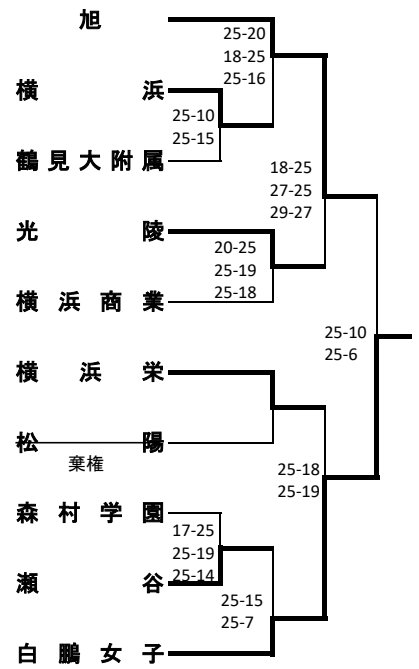 旭
25-20
18-25
25-16
横浜
25-10
25-15
鶴見大附属
18-25
27-25
29-27
光陵
20-25
25-19
25-18
横浜商業
25-10
25-6
横浜栄
松陽
棄権
25-18
25-19
森村学園
17-25
25-19
25-14
瀬谷
25-15
25-7
白鵬女子